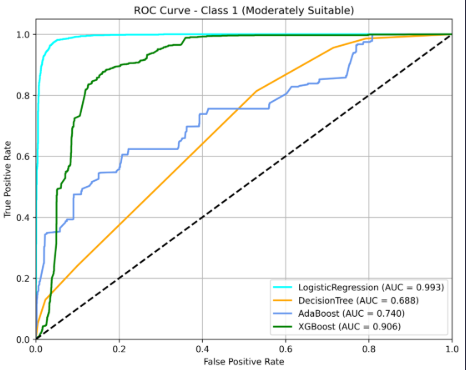 ROC Curve - Class 1 (Moderately Suitable)
True Positive Rate
1.0
0.8
0.6
0.4
0.2
0.0
0.0 0.2 0.4 0.6 0.8 1.0
False Positive Rate
LogisticRegression (AUC = 0.993)
DecisionTree (AUC = 0.688)
AdaBoost (AUC = 0.740)
XGBoost (AUC = 0.906)